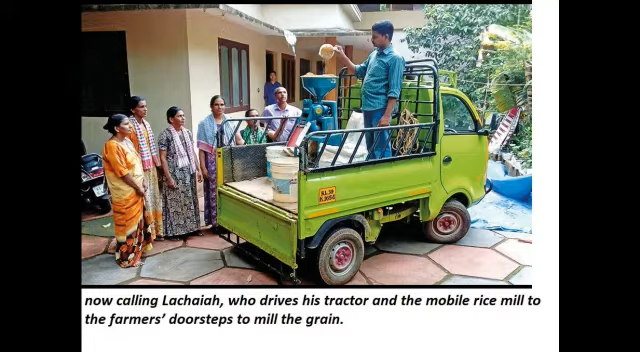 now calling Lachaiah, who drives his tractor and the mobile rice mill to
the farmers' doorsteps to mill the grain.